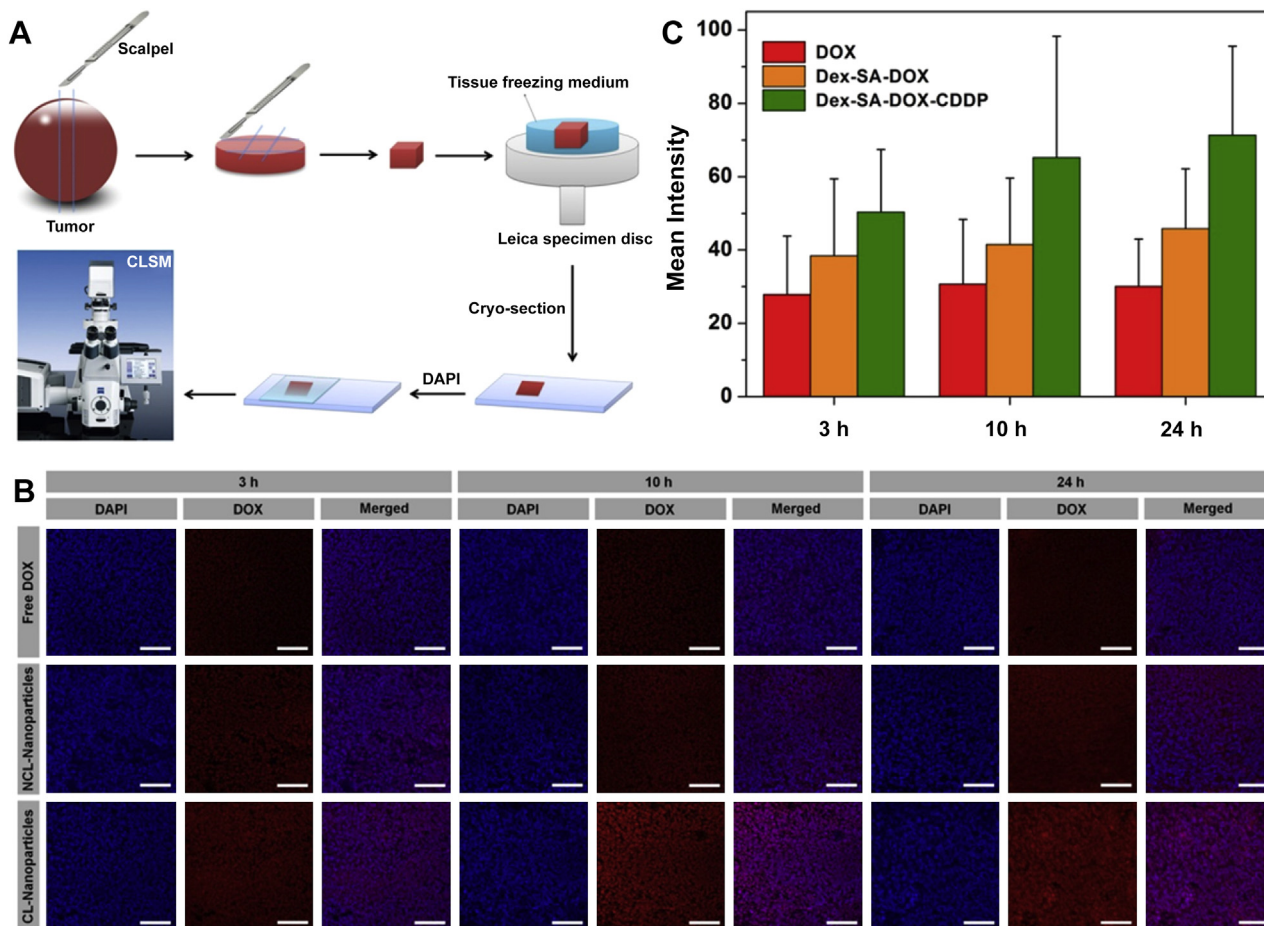 A
Scalpel
Tissue freezing medium
Tumor
Leica specimen disc
CLSM
Cryo-section
DAPI
C
100
80
60
40
20
0
Mean Intensity
DOX
Dex-SA-DOX
Dex-SA-DOX-CDDP
3 h
10 h
24 h
B
3 h
10 h
24 h
DAPI
DOX
Merged
DAPI
DOX
Merged
DAPI
DOX
Merged
Free DOX
NCL-Nanoparticles
CL-Nanoparticles